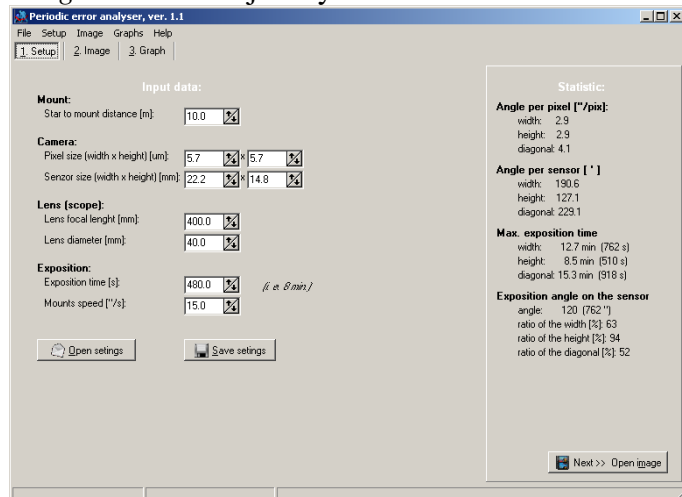 Periodic error analyser, ver. 1.1
File Setup Image Graphs Help
1. Setup 2. Image 3. Graph
Input data:
Mount:
Star to mount distance [m]: 10.0
Camera:
Pixel size (width x height) [um]: 5.7 x 5.7
Senzor size (width x height) [mm]: 22.2 x 14.8
Lens (scope):
Lens focal lenght [mm]: 400.0
Lens diameter [mm]: 40.0
Exposition:
Exposition time [s]: 480.0 (i. e. 8 min.)
Mounts speed ["/s]: 15.0
Open setings Save setings
Statistic:
Angle per pixel ["/pix]:
width: 2.9
height: 2.9
diagonal: 4.1
Angle per sensor [ ' ]
width: 190.6
height: 127.1
diagonal: 229.1
Max. exposition time
width: 12.7 min (762 s)
height: 8.5 min (510 s)
diagonal: 15.3 min (918 s)
Exposition angle on the sensor
angle: 120 (762 ")
ratio of the width [%]: 63
ratio of the height [%]: 94
ratio of the diagonal [%]: 52
Next >> Open image